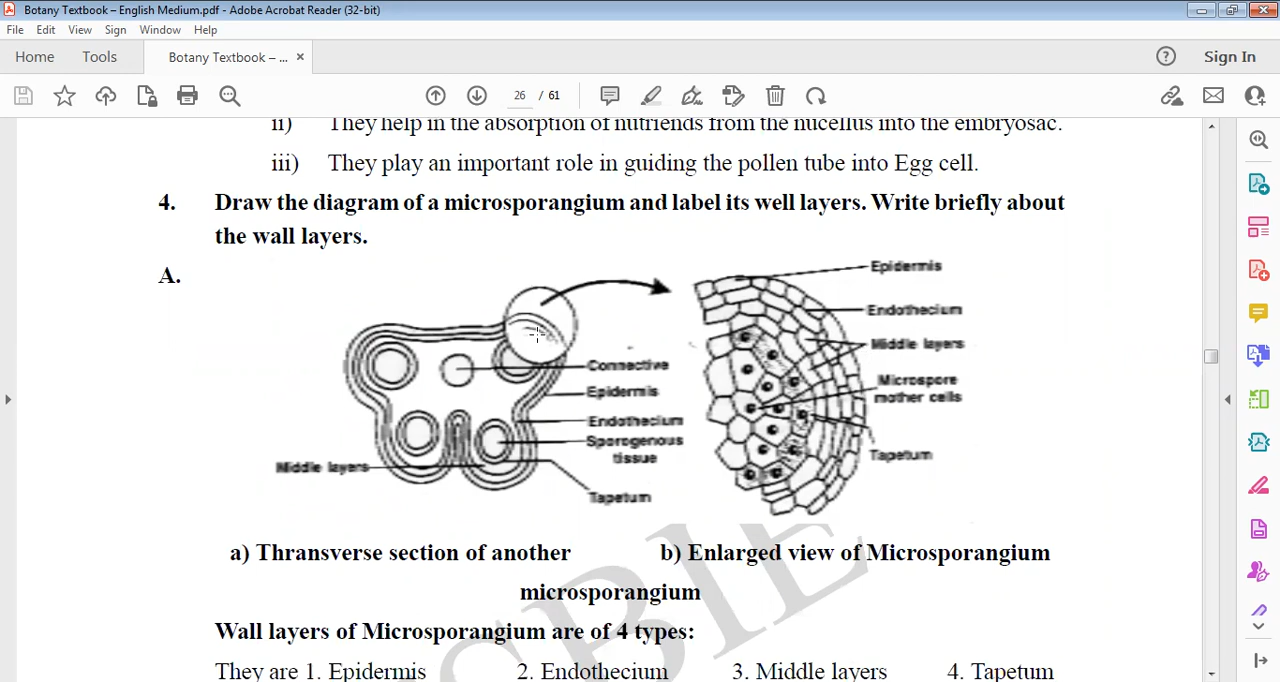 Botany Textbook – English Medium.pdf - Adobe Acrobat Reader (32-bit)
File Edit View Sign Window Help
Home Tools Botany Textbook – ... × Sign In
26 / 61
ii) They help in the absorption of nutriends from the nucellus into the embryosac.
iii) They play an important role in guiding the pollen tube into Egg cell.
4. Draw the diagram of a microsporangium and label its well layers. Write briefly about
the wall layers.
A.
Epidermis
Endothecium
Middle layers
Microspore
mother cells
Tapetum
Connective
Epidermis
Endothecium
Sporogenous
tissue
Middle layers
Tapetum
a) Thransverse section of another b) Enlarged view of Microsporangium
microsporangium
Wall layers of Microsporangium are of 4 types:
They are 1. Epidermis 2. Endothecium 3. Middle layers 4. Tapetum